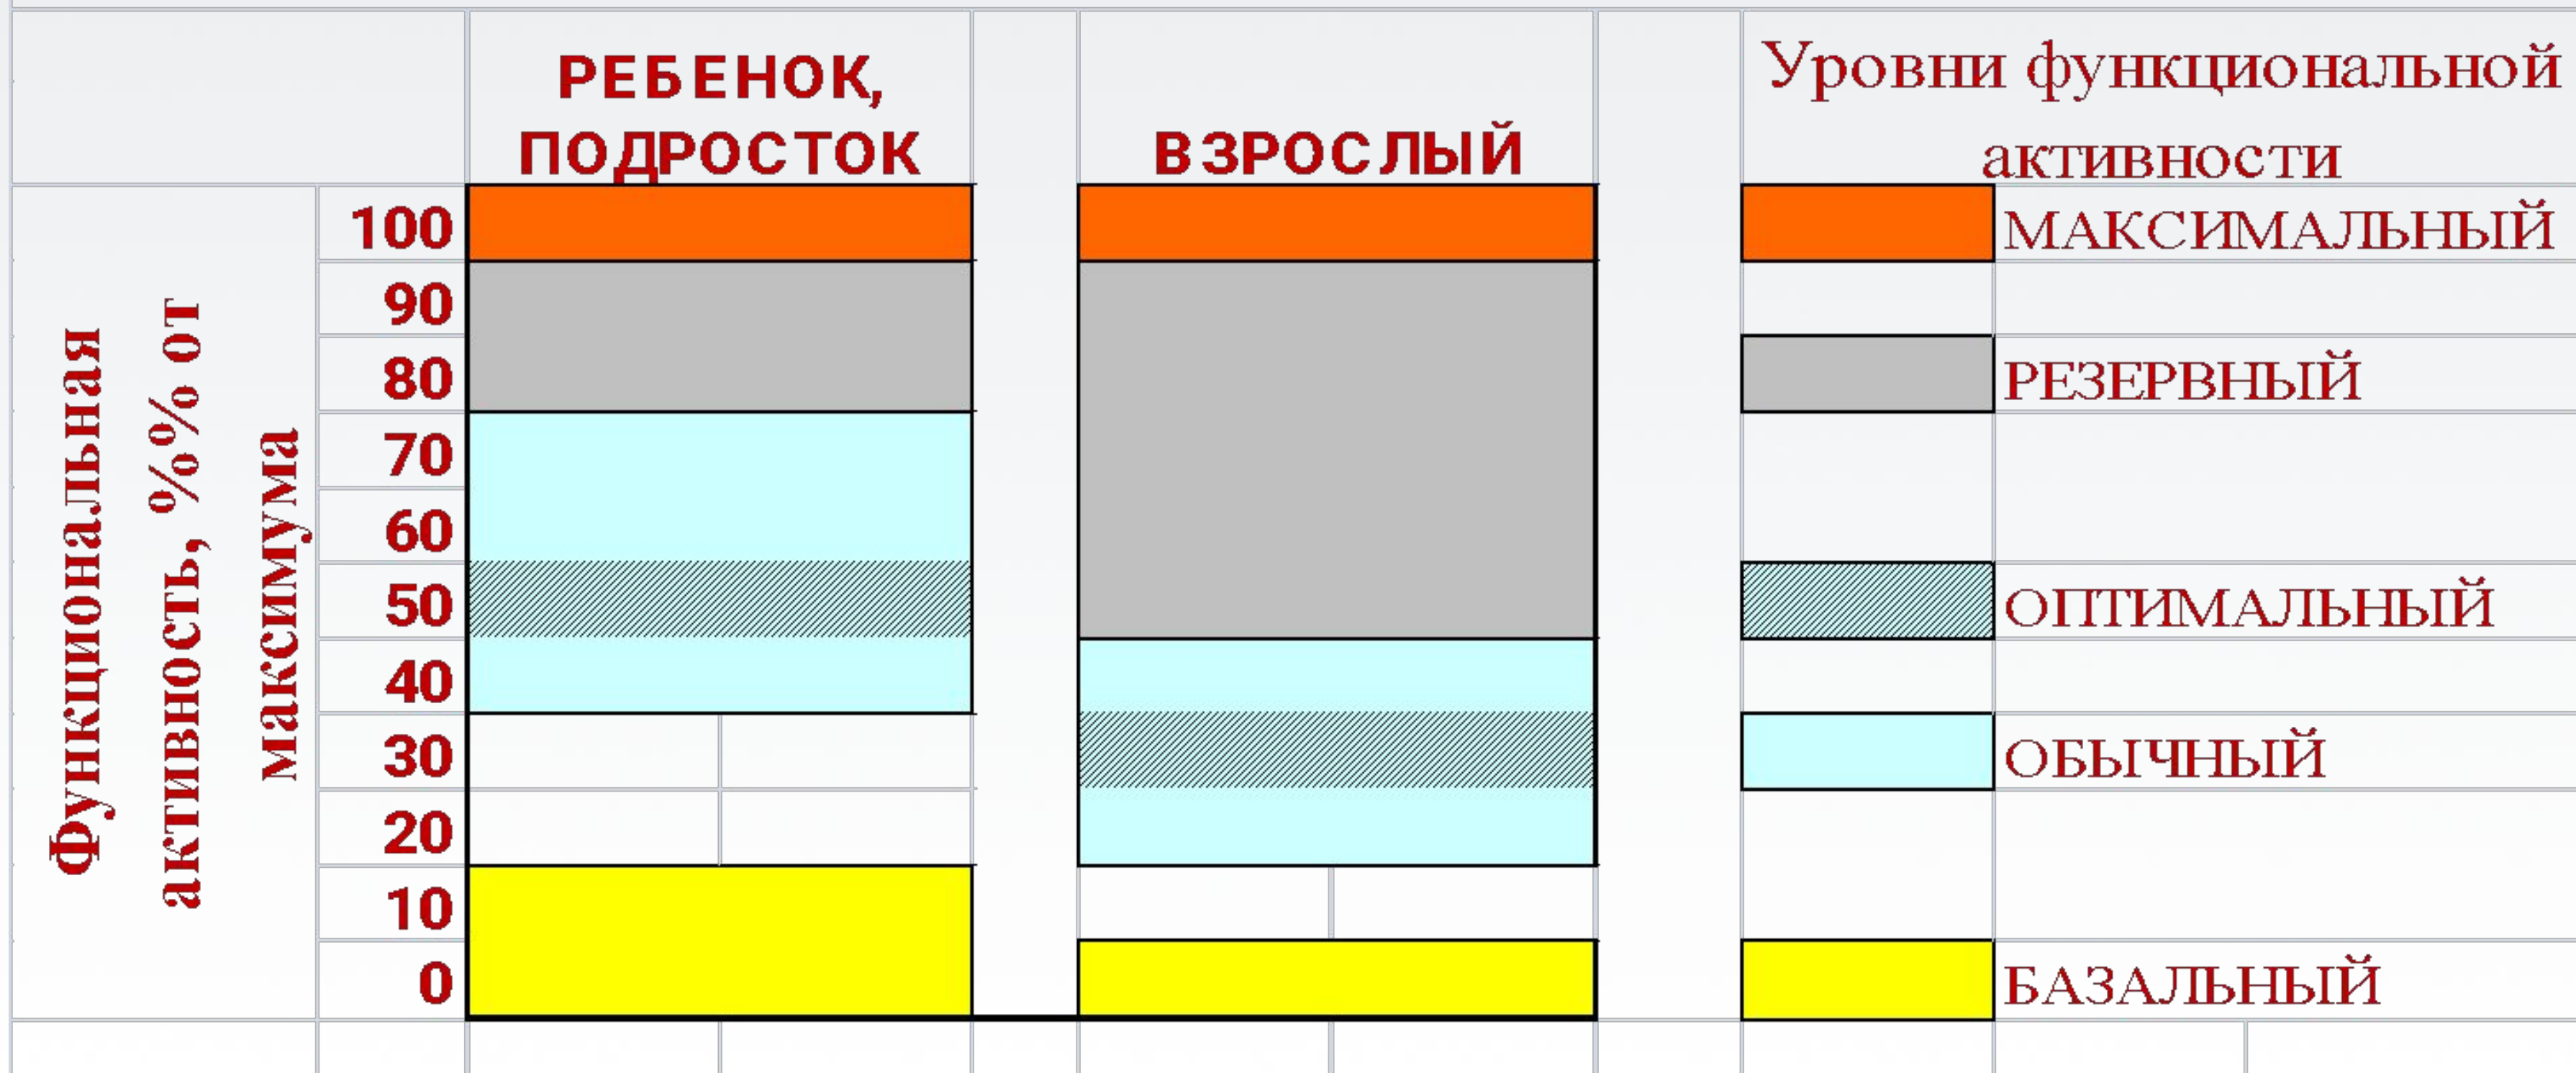 РЕБЕНОК,
ПОДРОСТОК
ВЗРОСЛЫЙ
Уровни функциональной
активности
Функциональная
активность, %% от
максимума
100
90
80
70
60
50
40
30
20
10
0
МАКСИМАЛЬНЫЙ
РЕЗЕРВНЫЙ
ОПТИМАЛЬНЫЙ
ОБЫЧНЫЙ
БАЗАЛЬНЫЙ